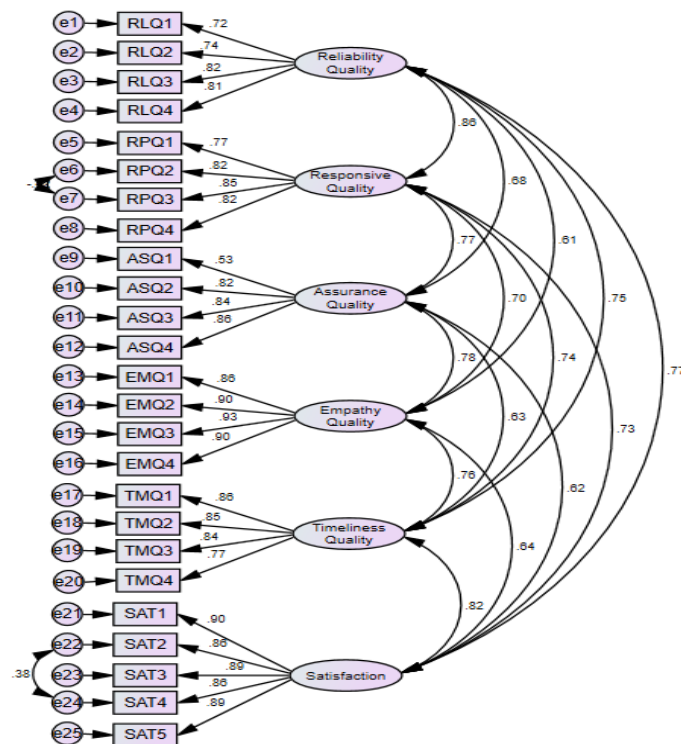 e1 RLQ1 .72
e2 RLQ2 .74
e3 RLQ3 .82
e4 RLQ4 .81
Reliability
Quality
.86
e5 RPQ1 .77
e6 RPQ2 .82
e7 RPQ3 .85
e8 RPQ4 .82
Responsive
Quality
.68
.77
.61
e9 ASQ1 .53
e10 ASQ2 .82
e11 ASQ3 .84
e12 ASQ4 .86
Assurance
Quality
.70
.75
.78
.74
.77
e13 EMQ1 .86
e14 EMQ2 .90
e15 EMQ3 .93
e16 EMQ4 .90
Empathy
Quality
.63
.73
.76
.62
e17 TMQ1 .86
e18 TMQ2 .85
e19 TMQ3 .84
e20 TMQ4 .77
Timeliness
Quality
.64
.82
e21 SAT1 .90
e22 SAT2 .86
e23 SAT3 .89
e24 SAT4 .86
e25 SAT5 .89
.38
Satisfaction